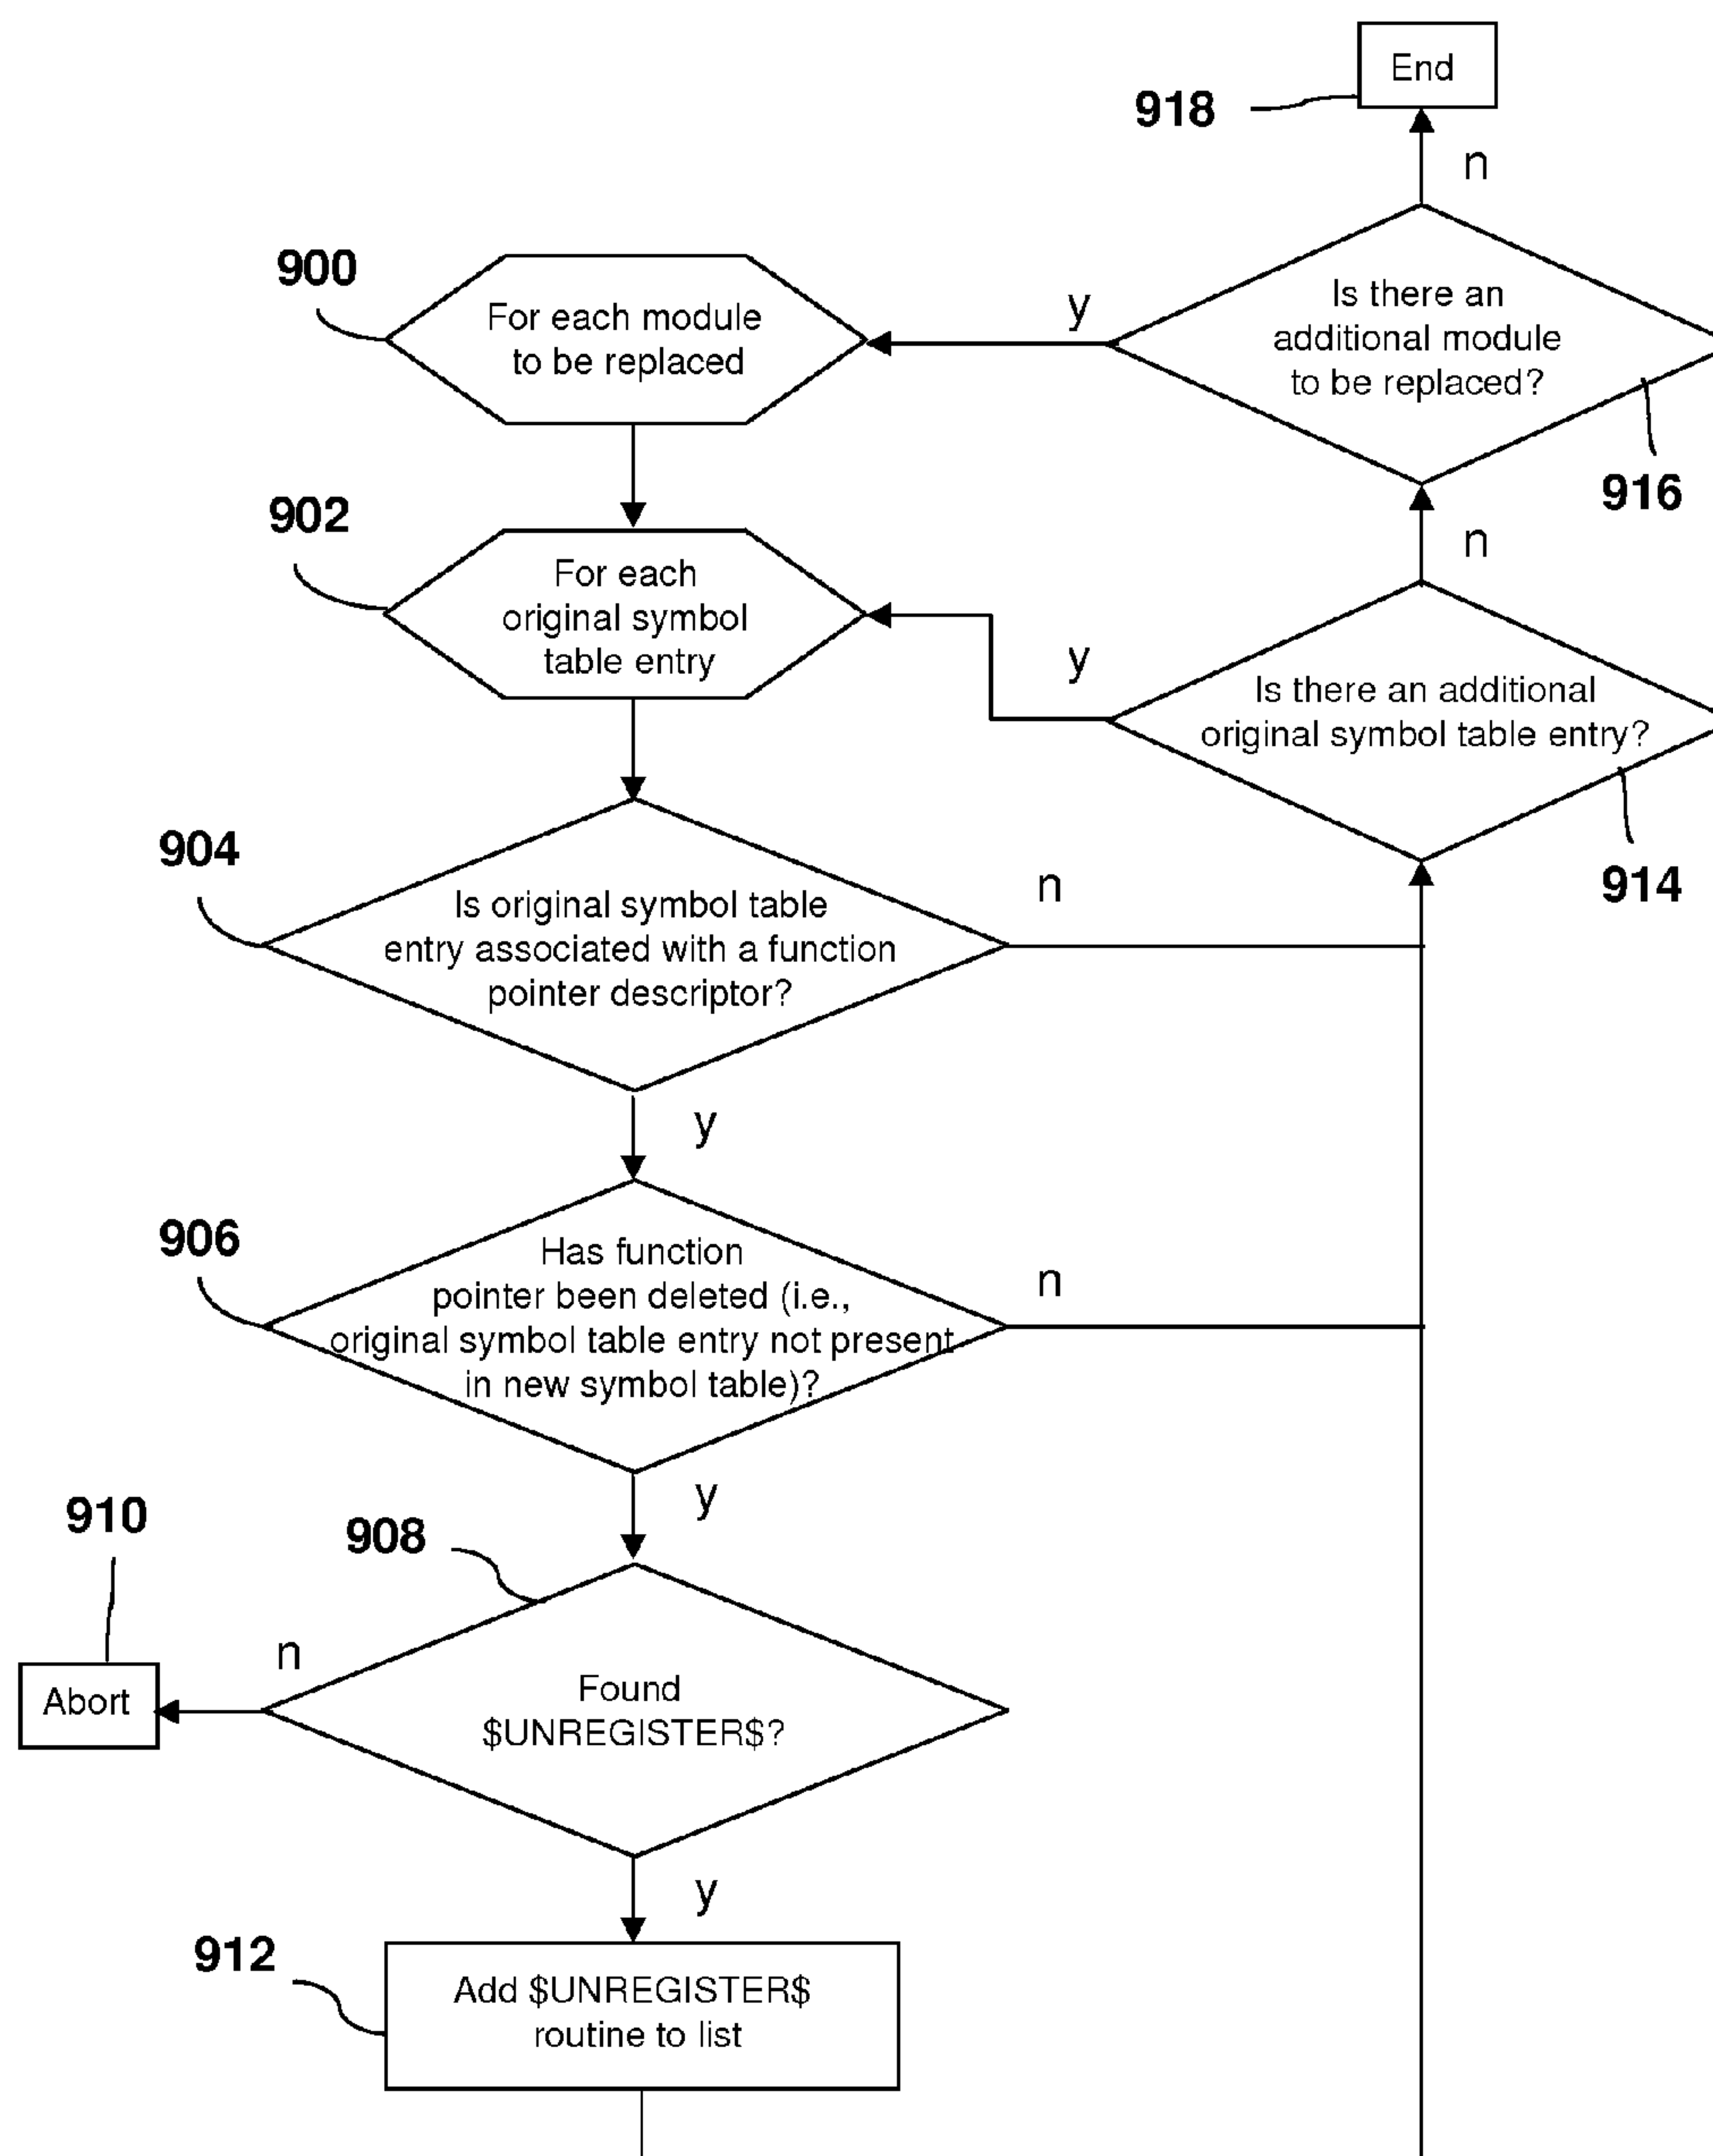 End
918
n
900
For each module
to be replaced
y
Is there an
additional module
to be replaced?
916
n
902
For each
original symbol
table entry
y
Is there an additional
original symbol table entry?
914
904
Is original symbol table
entry associated with a function
pointer descriptor?
n
y
906
Has function
pointer been deleted (i.e.,
original symbol table entry not present
in new symbol table)?
n
y
910
908
n
Abort
Found
$UNREGISTER$?
y
912
Add $UNREGISTER$
routine to list